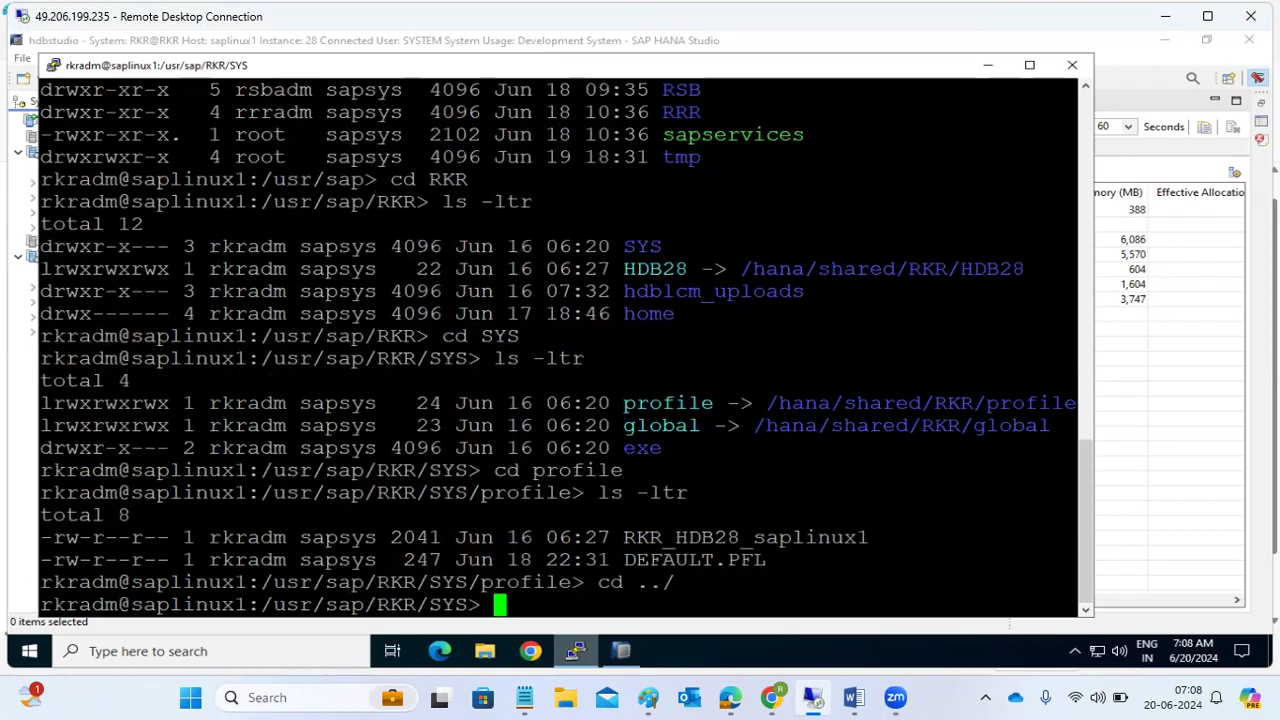 49.206.199.235 - Remote Desktop Connection
hdbstudio - System: RKR@RKR Host: saplinux1 Instance: 28 Connected User: SYSTEM System Usage: Development System - SAP HANA Studio
File
rkradm@saplinux1:/usr/sap/RKR/SYS
drwxr-xr-x 5 rsbadm sapsys 4096 Jun 18 09:35 RSB
drwxr-xr-x 4 rrradm sapsys 4096 Jun 18 10:36 RRR
-rwxr-xr-x. 1 root sapsys 2102 Jun 18 10:36 sapservices
drwxrwxr-x 4 root sapsys 4096 Jun 19 18:31 tmp
rkradm@saplinux1:/usr/sap> cd RKR
rkradm@saplinux1:/usr/sap/RKR> ls -ltr
total 12
drwxr-x--- 3 rkradm sapsys 4096 Jun 16 06:20 SYS
lrwxrwxrwx 1 rkradm sapsys 22 Jun 16 06:27 HDB28 -> /hana/shared/RKR/HDB28
drwxr-x--- 3 rkradm sapsys 4096 Jun 16 07:32 hdblcm_uploads
drwx------ 4 rkradm sapsys 4096 Jun 17 18:46 home
rkradm@saplinux1:/usr/sap/RKR> cd SYS
rkradm@saplinux1:/usr/sap/RKR/SYS> ls -ltr
total 4
lrwxrwxrwx 1 rkradm sapsys 24 Jun 16 06:20 profile -> /hana/shared/RKR/profile
lrwxrwxrwx 1 rkradm sapsys 23 Jun 16 06:20 global -> /hana/shared/RKR/global
drwxr-x--- 2 rkradm sapsys 4096 Jun 16 06:20 exe
rkradm@saplinux1:/usr/sap/RKR/SYS> cd profile
rkradm@saplinux1:/usr/sap/RKR/SYS/profile> ls -ltr
total 8
-rw-r--r-- 1 rkradm sapsys 2041 Jun 16 06:27 RKR_HDB28_saplinux1
-rw-r--r-- 1 rkradm sapsys 247 Jun 18 22:31 DEFAULT.PFL
rkradm@saplinux1:/usr/sap/RKR/SYS/profile> cd ../
rkradm@saplinux1:/usr/sap/RKR/SYS>
60 Seconds
mory (MB) Effective Allocatio
388
6,086
5,570
604
1,604
3,747
0 items selected
Type here to search
ENG
IN
7:08 AM
6/20/2024
1
Search
07:08
20-06-2024